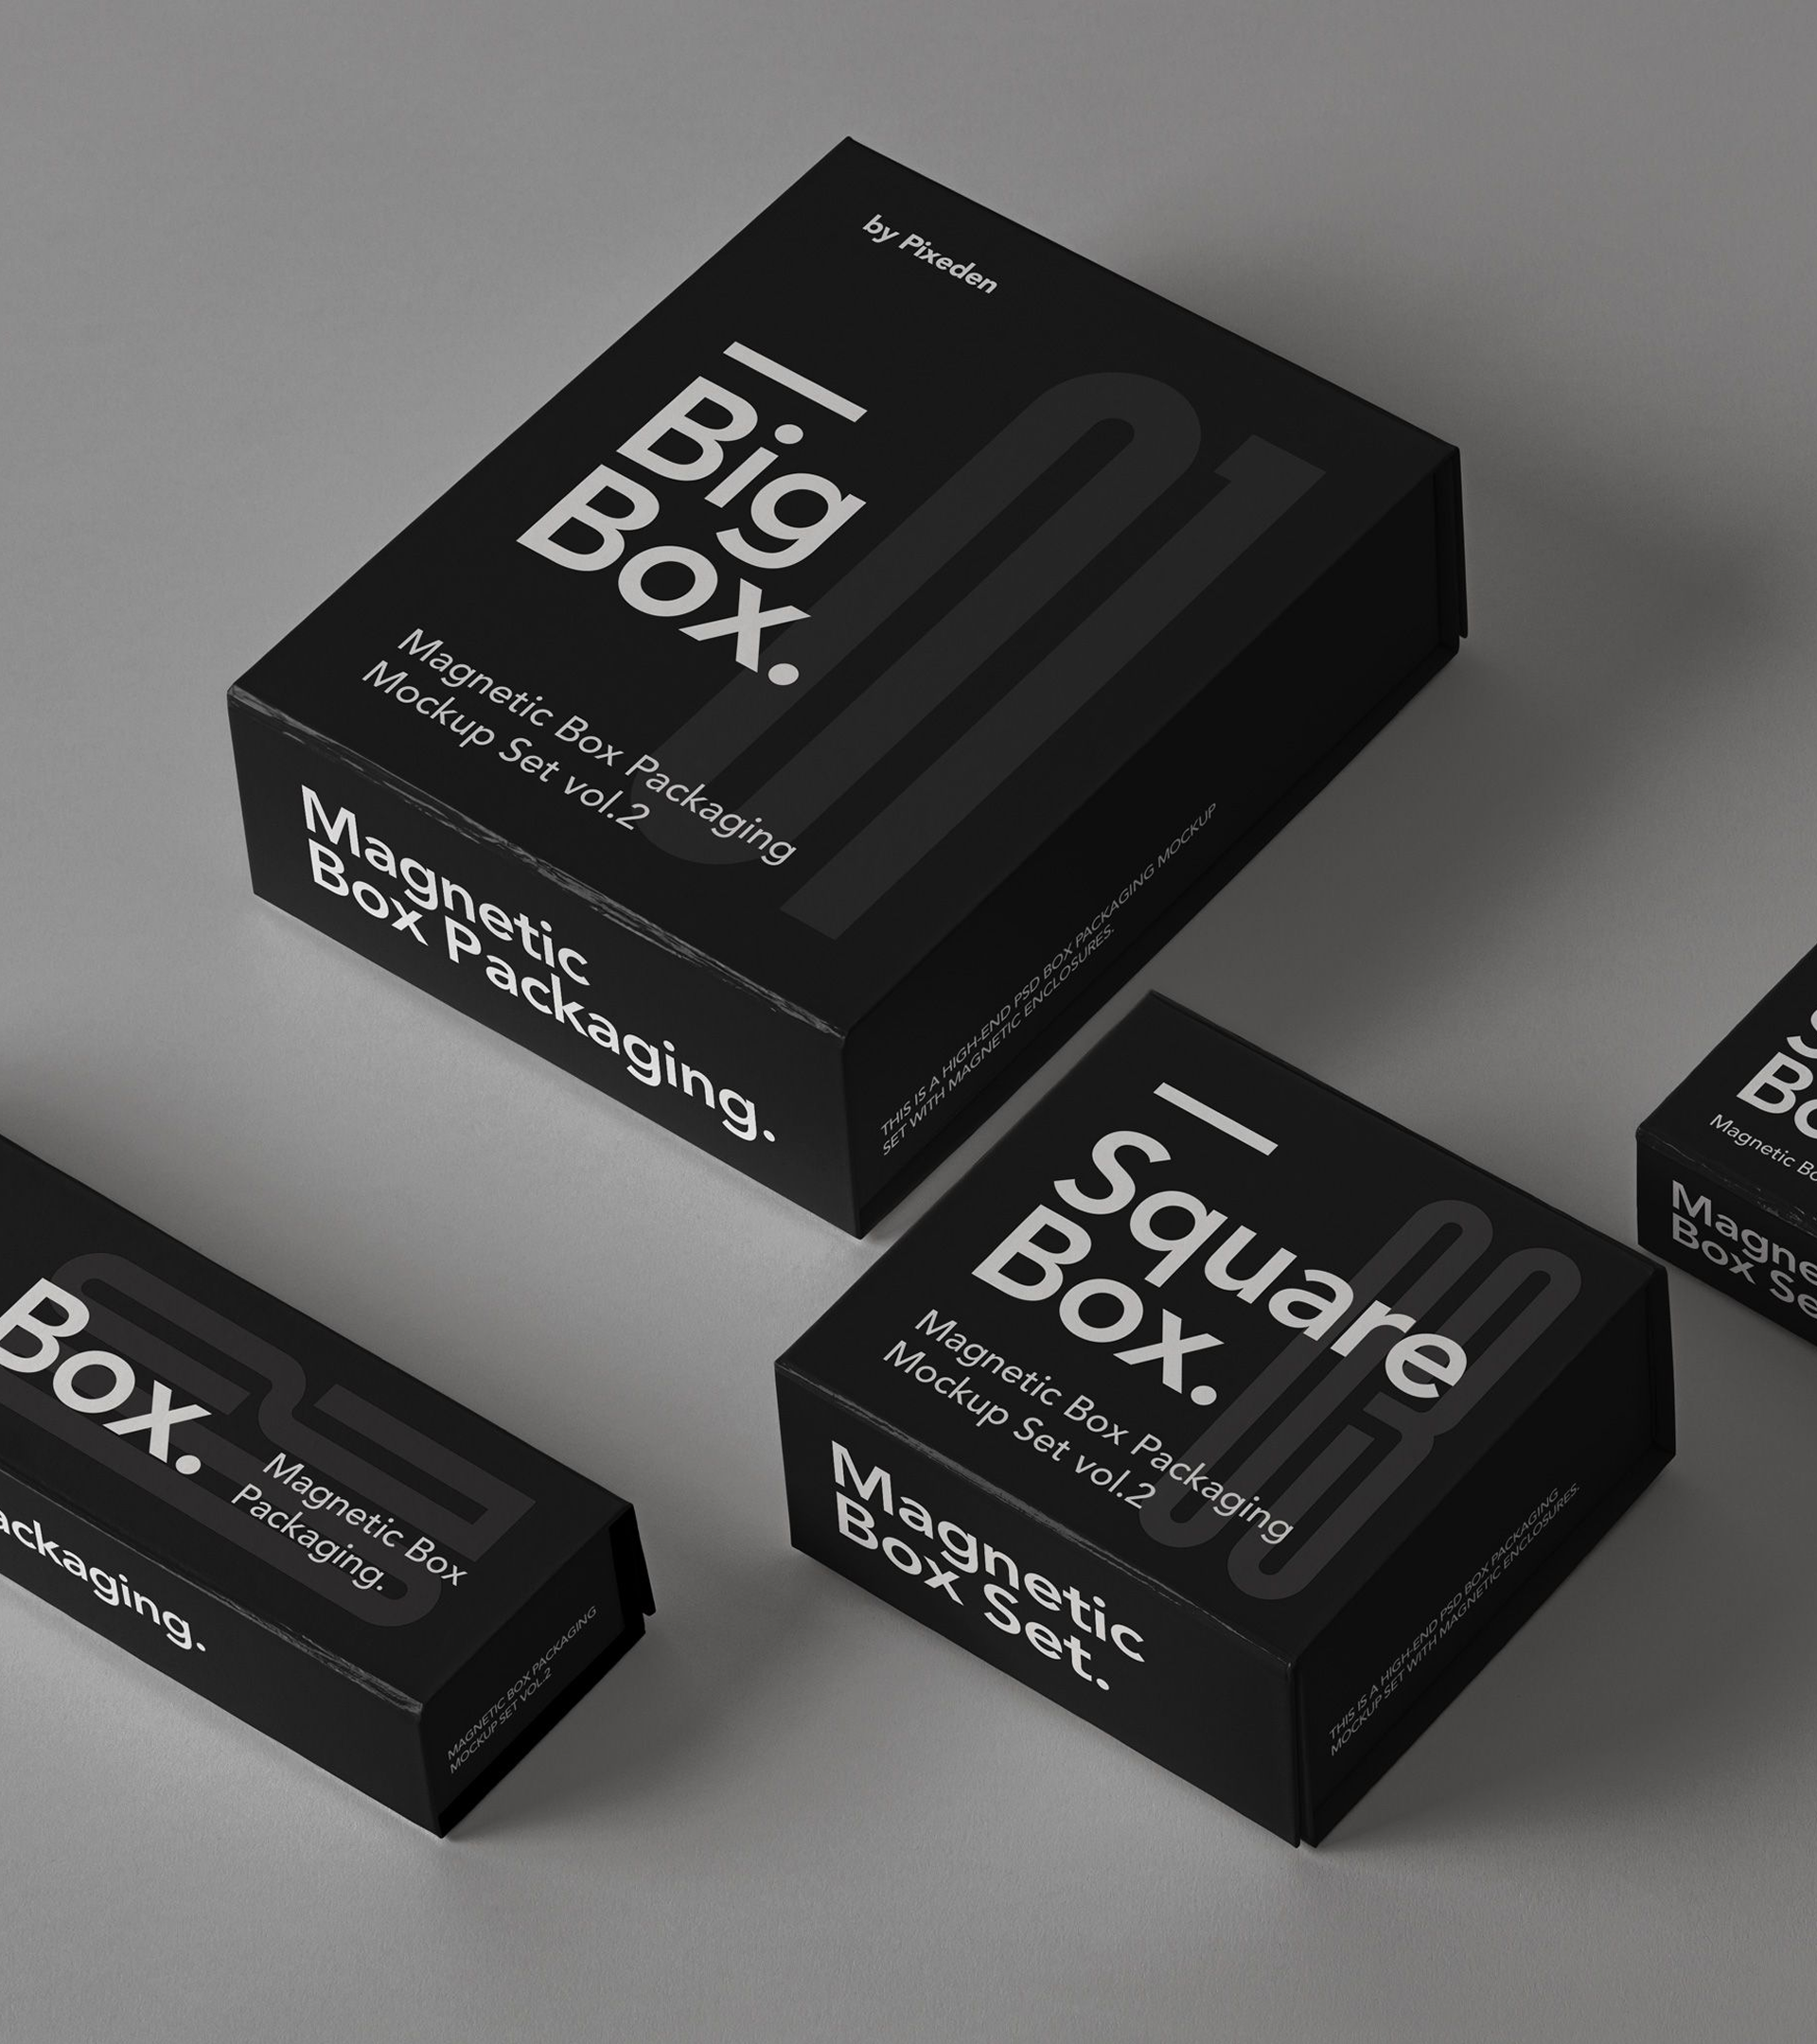 by Pixeden
Big
Box.
Magnetic Box Packaging
Mockup Set vol.2
01
Magnetic
Box Packaging.
THIS IS A HIGH-END PSD BOX PACKAGING MOCKUP
SET WITH MAGNETIC ENCLOSURES.
Square
Box.
Magnetic Box Packaging
Mockup Set vol.2
03
Magnetic
Box Set.
THIS IS A HIGH-END PSD BOX PACKAGING
MOCKUP SET WITH MAGNETIC ENCLOSURES.
Box.
Magnetic Box
Packaging.
ackaging.
MAGNETIC BOX PACKAGING
MOCKUP SET VOL.2
S
Bo
Magnetic Bo
Magne
Box Se